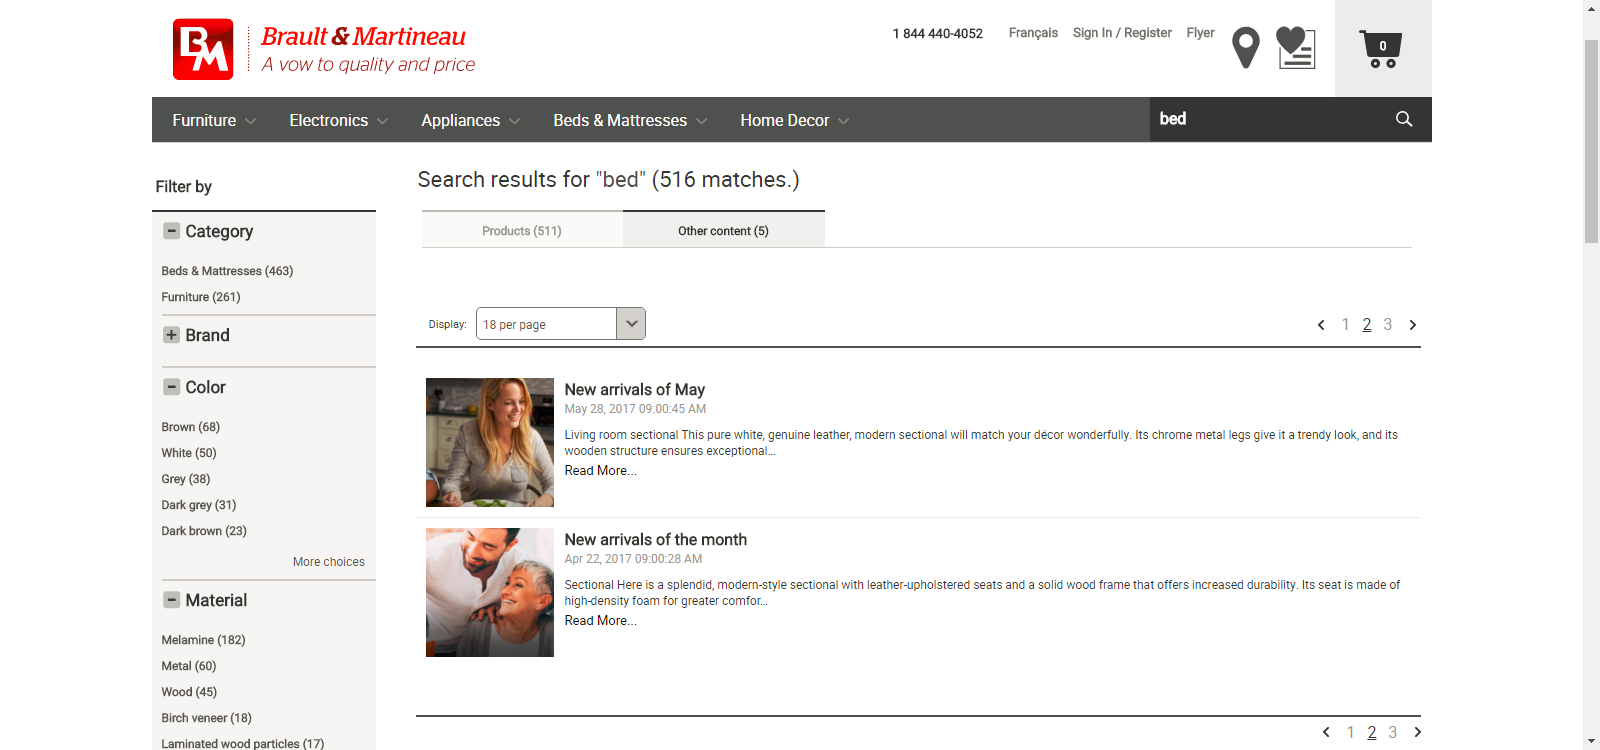 BM
Brault & Martineau
A vow to quality and price
1 844 440-4052
Français
Sign In / Register
Flyer
0
Furniture
Electronics
Appliances
Beds & Mattresses
Home Decor
bed
Filter by
Category
Beds & Mattresses (463)
Furniture (261)
Brand
Color
Brown (68)
White (50)
Grey (38)
Dark grey (31)
Dark brown (23)
More choices
Material
Melamine (182)
Metal (60)
Wood (45)
Birch veneer (18)
Laminated wood particles (17)
Search results for "bed" (516 matches.)
Products (511)
Other content (5)
Display:
18 per page
1 2 3
New arrivals of May
May 28, 2017 09:00:45 AM
Living room sectional This pure white, genuine leather, modern sectional will match your décor wonderfully. Its chrome metal legs give it a trendy look, and its
wooden structure ensures exceptional...
Read More...
New arrivals of the month
Apr 22, 2017 09:00:28 AM
Sectional Here is a splendid, modern-style sectional with leather-upholstered seats and a solid wood frame that offers increased durability. Its seat is made of
high-density foam for greater comfor...
Read More...
1 2 3